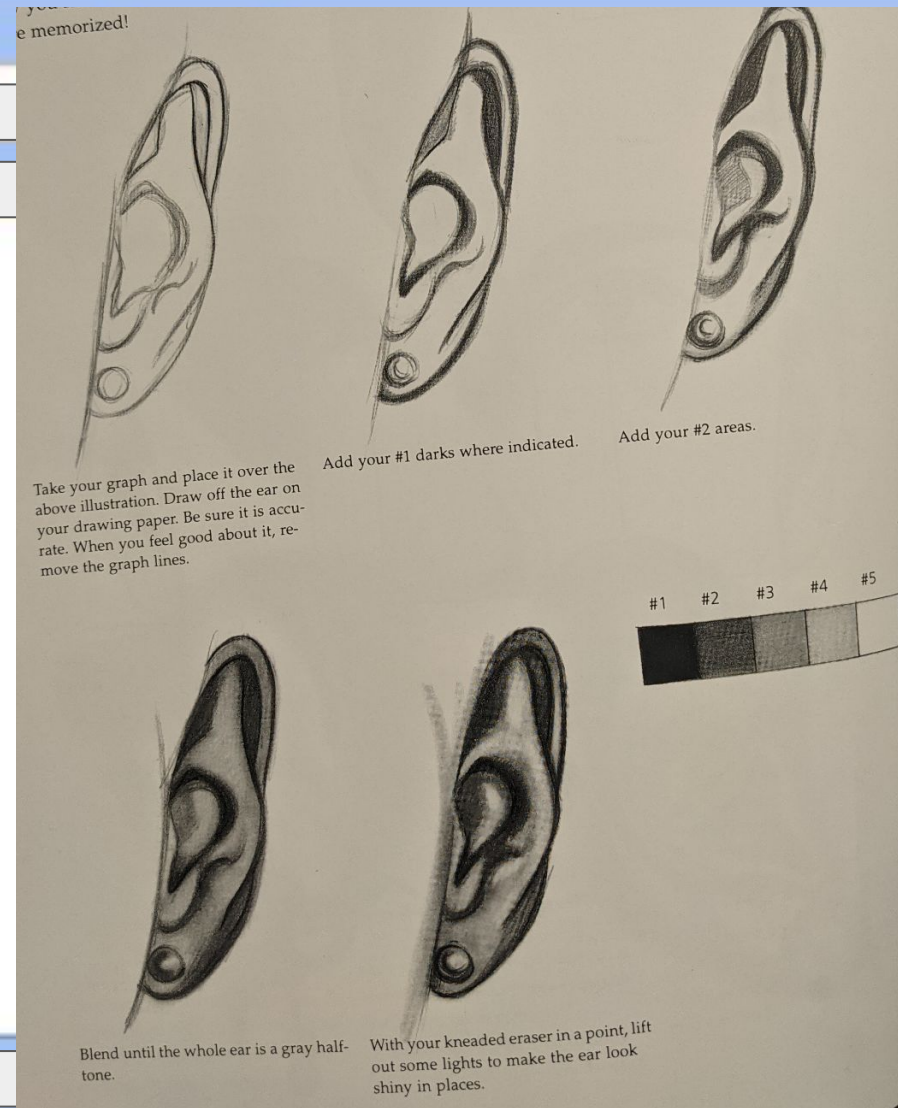 e memorized!
Take your graph and place it over the
above illustration. Draw off the ear on
your drawing paper. Be sure it is accu-
rate. When you feel good about it, re-
move the graph lines.
Add your #1 darks where indicated.
Add your #2 areas.
#1 #2 #3 #4 #5
Blend until the whole ear is a gray half-
tone.
With your kneaded eraser in a point, lift
out some lights to make the ear look
shiny in places.